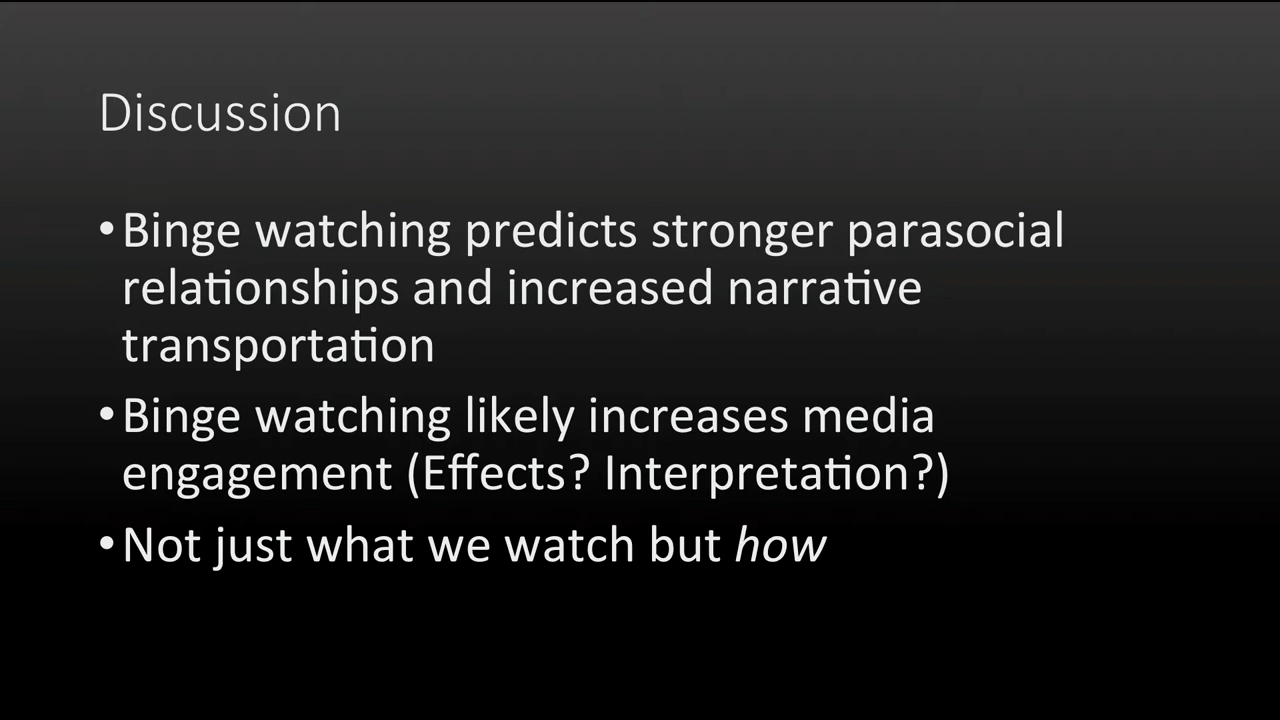 Discussion
•Binge watching predicts stronger parasocial
relationships and increased narrative
transportation
•Binge watching likely increases media
engagement (Effects? Interpretation?)
•Not just what we watch but how